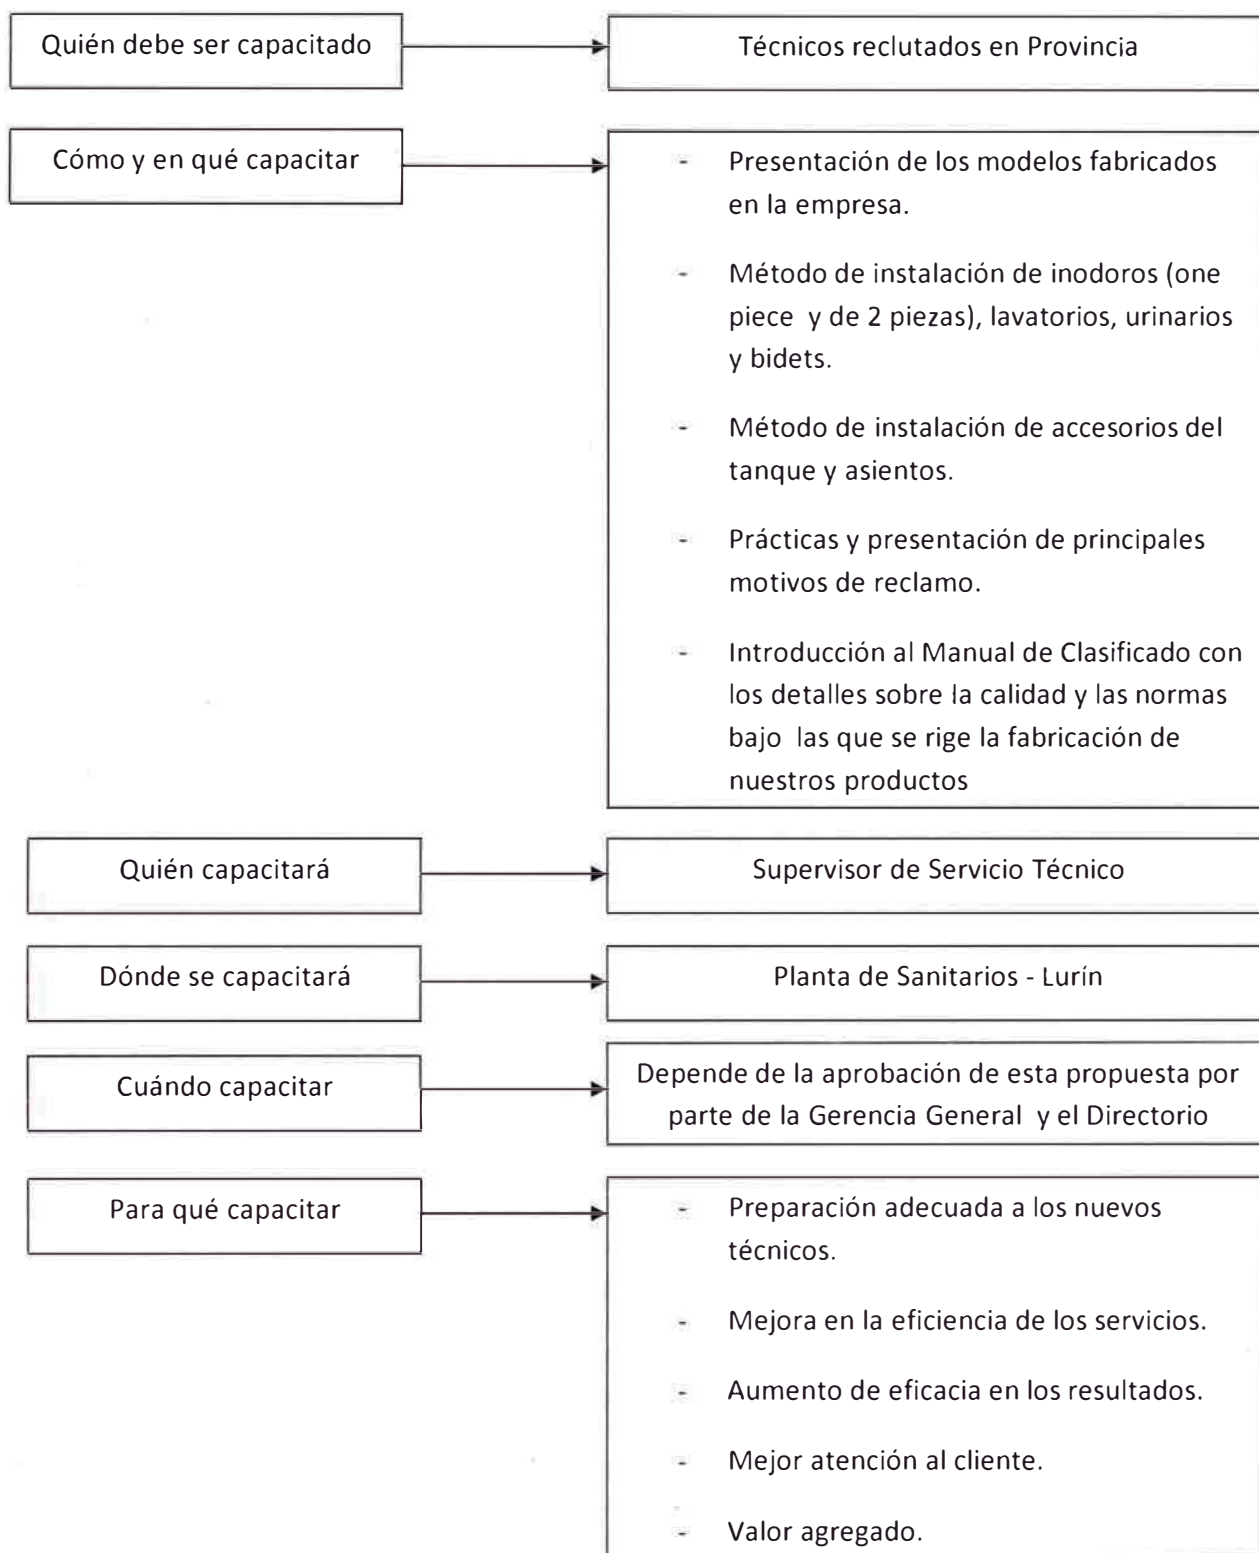 Quién debe ser capacitado
Técnicos reclutados en Provincia
Cómo y en qué capacitar
- Presentación de los modelos fabricados
en la empresa.
- Método de instalación de inodoros (one
piece y de 2 piezas), lavatorios, urinarios
y bidets.
- Método de instalación de accesorios del
tanque y asientos.
- Prácticas y presentación de principales
motivos de reclamo.
- Introducción al Manual de Clasificado con
los detalles sobre la calidad y las normas
bajo las que se rige la fabricación de
nuestros productos
Quién capacitará
Supervisor de Servicio Técnico
Dónde se capacitará
Planta de Sanitarios - Lurín
Cuándo capacitar
Depende de la aprobación de esta propuesta por
parte de la Gerencia General y el Directorio
Para qué capacitar
- Preparación adecuada a los nuevos
técnicos.
- Mejora en la eficiencia de los servicios.
- Aumento de eficacia en los resultados.
- Mejor atención al cliente.
- Valor agregado.